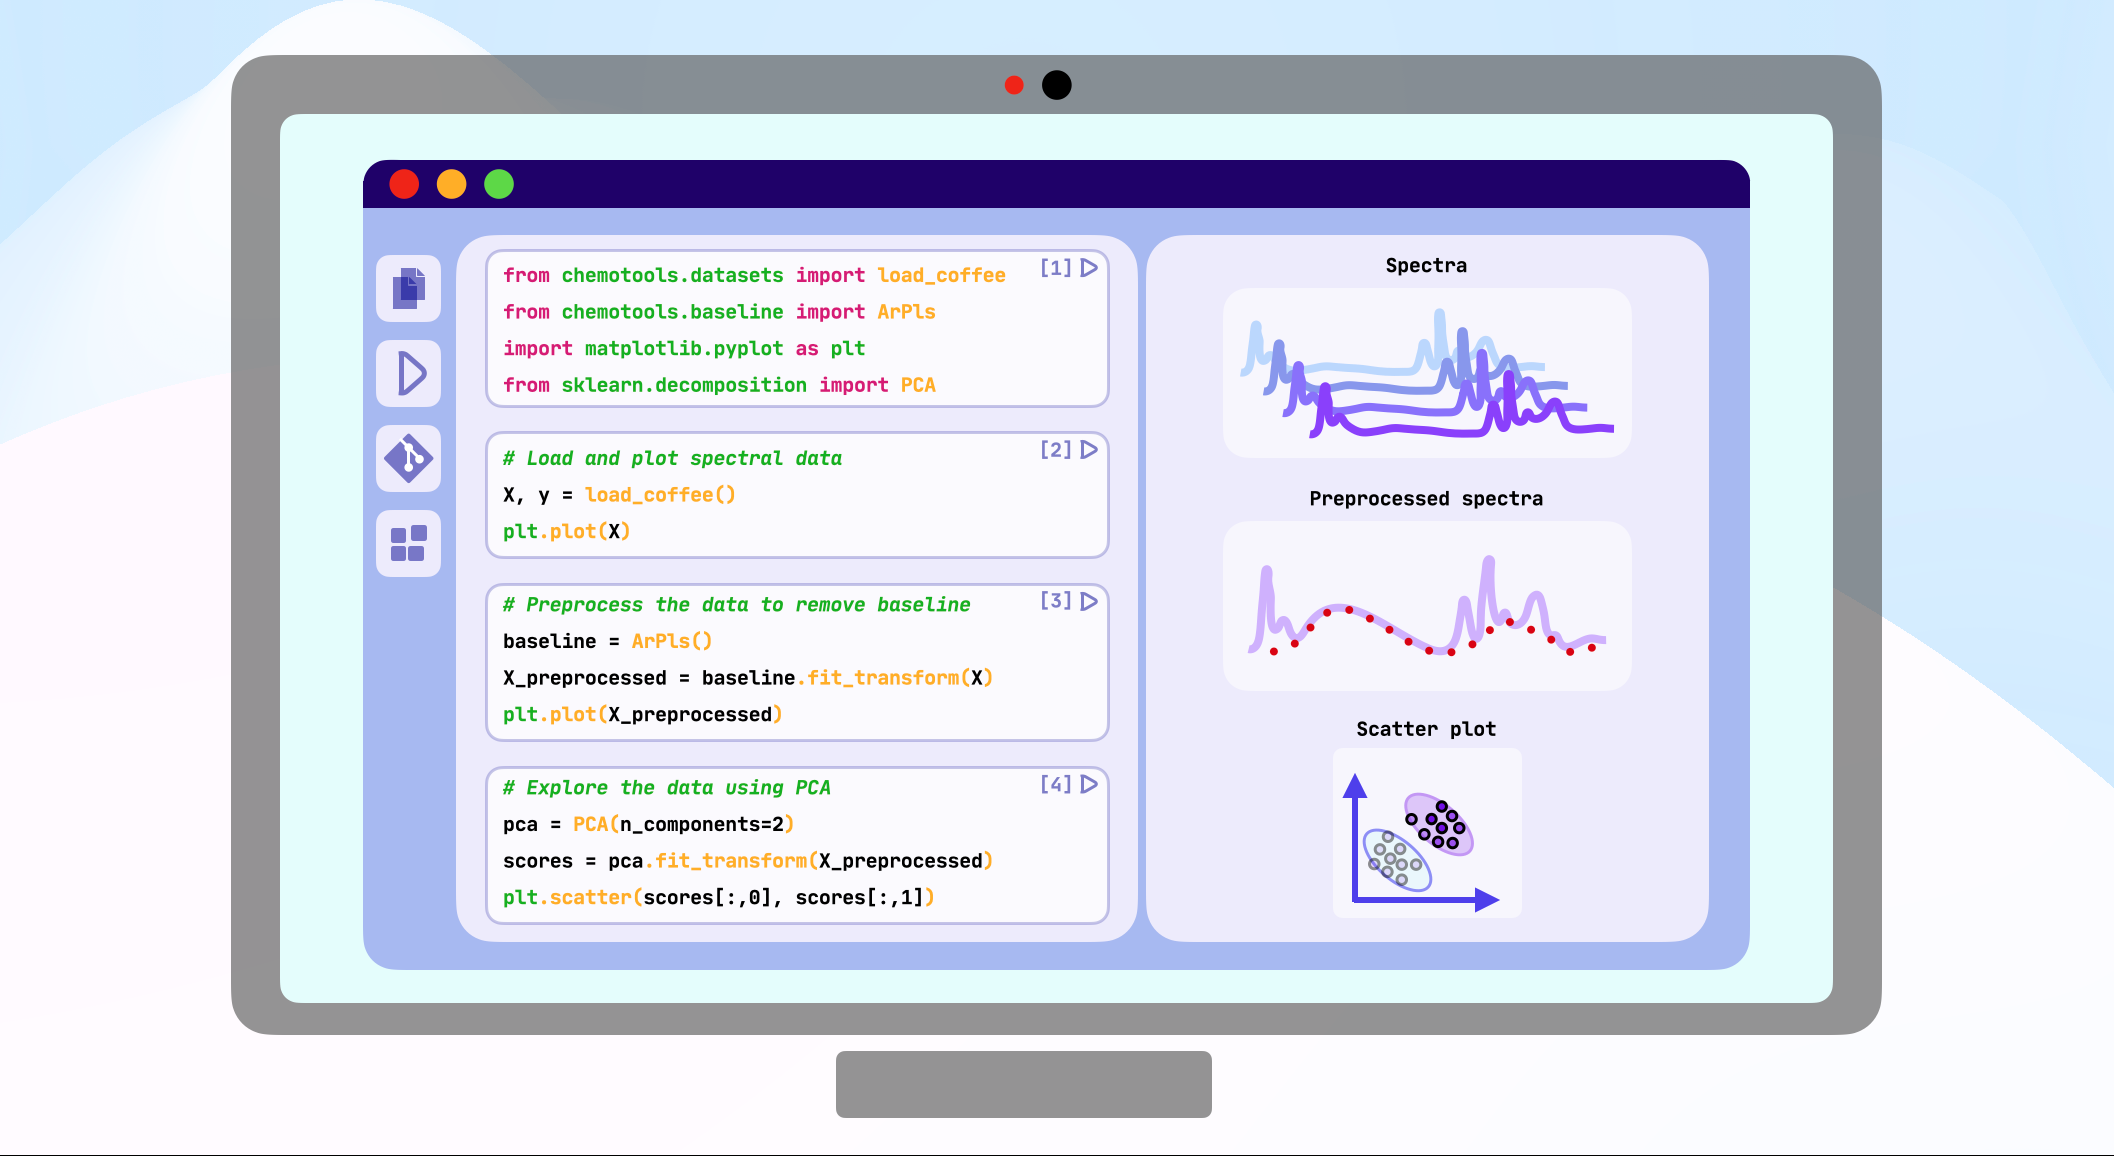 from chemotools.datasets import load_coffee [1]
from chemotools.baseline import ArPls
import matplotlib.pyplot as plt
from sklearn.decomposition import PCA
# Load and plot spectral data [2]
X, y = load_coffee()
plt.plot(X)
# Preprocess the data to remove baseline [3]
baseline = ArPls()
X_preprocessed = baseline.fit_transform(X)
plt.plot(X_preprocessed)
# Explore the data using PCA [4]
pca = PCA(n_components=2)
scores = pca.fit_transform(X_preprocessed)
plt.scatter(scores[:,0], scores[:,1])
Spectra
Preprocessed spectra
Scatter plot